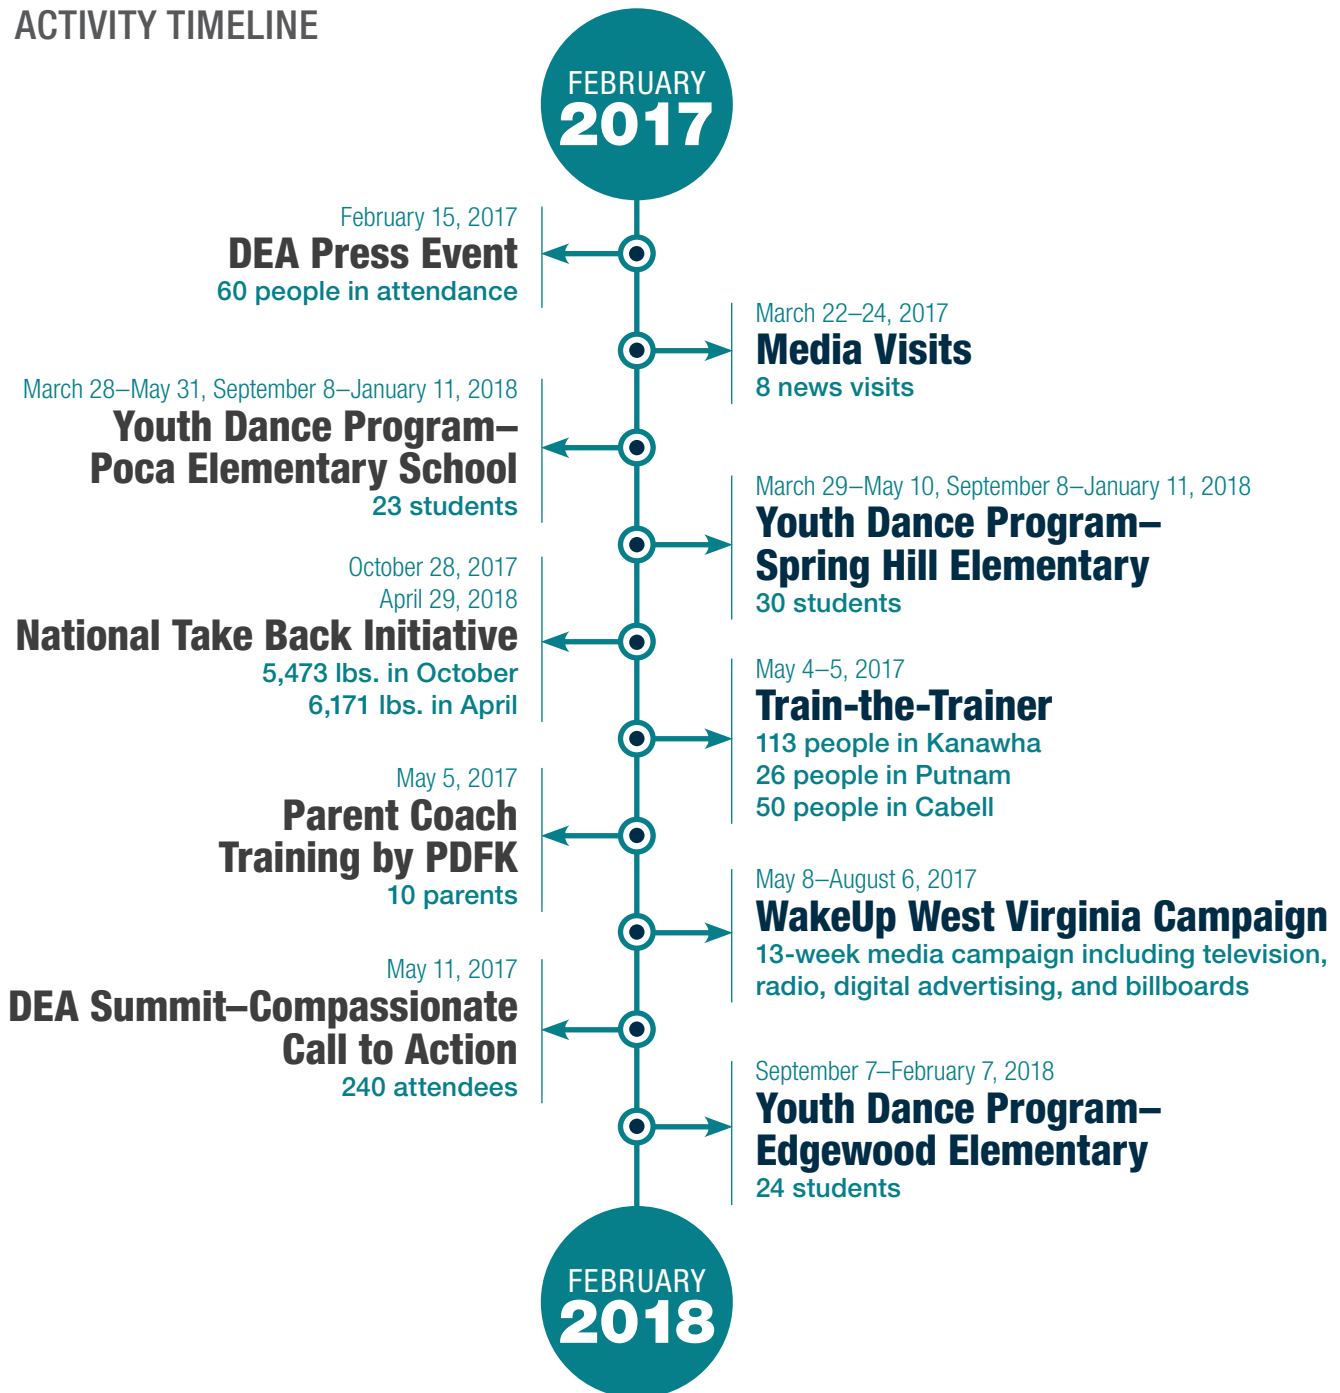 ACTIVITY TIMELINE
FEBRUARY
2017
February 15, 2017
DEA Press Event
60 people in attendance
March 22–24, 2017
Media Visits
8 news visits
March 28–May 31, September 8–January 11, 2018
Youth Dance Program–
Poca Elementary School
23 students
March 29–May 10, September 8–January 11, 2018
Youth Dance Program–
Spring Hill Elementary
30 students
October 28, 2017
April 29, 2018
National Take Back Initiative
5,473 lbs. in October
6,171 lbs. in April
May 4–5, 2017
Train-the-Trainer
113 people in Kanawha
26 people in Putnam
50 people in Cabell
May 5, 2017
Parent Coach
Training by PDFK
10 parents
May 8–August 6, 2017
WakeUp West Virginia Campaign
13-week media campaign including television,
radio, digital advertising, and billboards
May 11, 2017
DEA Summit–Compassionate
Call to Action
240 attendees
September 7–February 7, 2018
Youth Dance Program–
Edgewood Elementary
24 students
FEBRUARY
2018